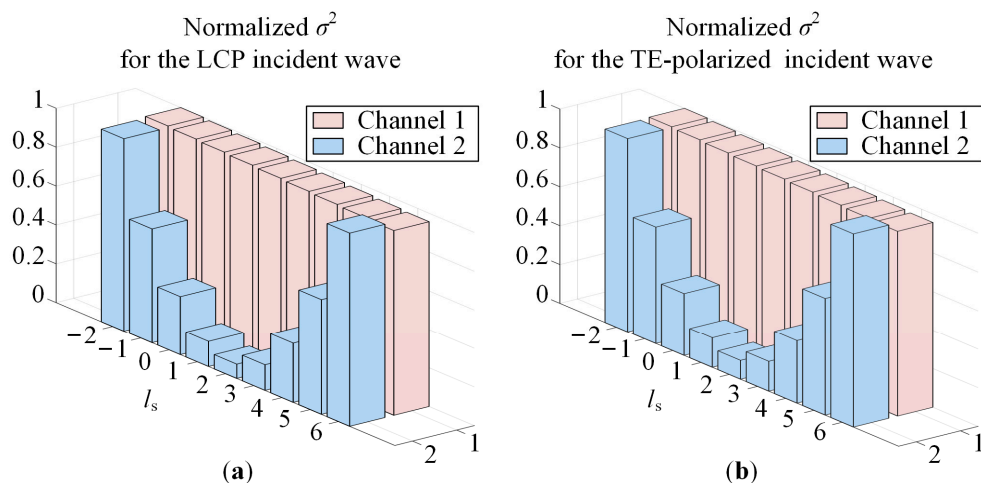 Normalized σ²
for the LCP incident wave
1
0.8
0.6
0.4
0.2
0
Channel 1
Channel 2
−2
−1
0
1
2
3
4
5
6
lₛ
2
1
(a)
Normalized σ²
for the TE-polarized incident wave
1
0.8
0.6
0.4
0.2
0
Channel 1
Channel 2
−2
−1
0
1
2
3
4
5
6
lₛ
2
1
(b)